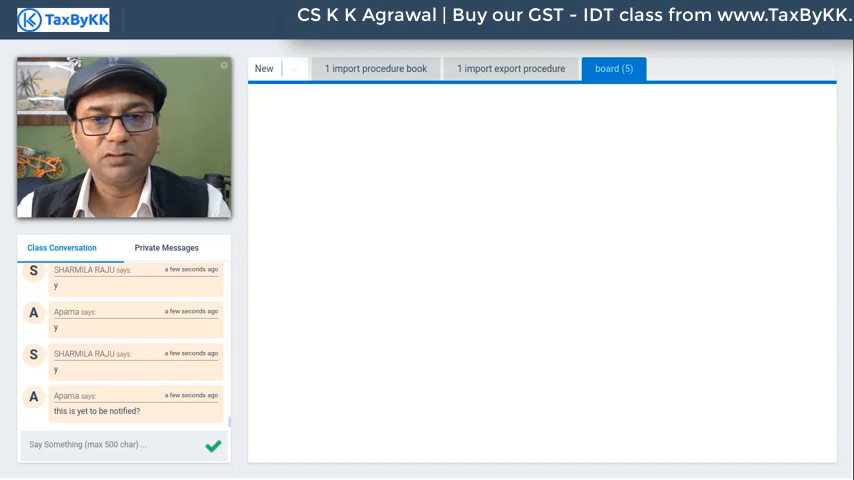 TaxByKK
CS K K Agrawal | Buy our GST - IDT class from www.TaxByKK.
New
1 import procedure book
1 import export procedure
board (5)
Class Conversation
Private Messages
S
SHARMILA RAJU says:
a few seconds ago
y
A
Aparna says:
a few seconds ago
y
S
SHARMILA RAJU says:
a few seconds ago
y
A
Aparna says:
a few seconds ago
this is yet to be notified?
Say Something (max 500 char) ...